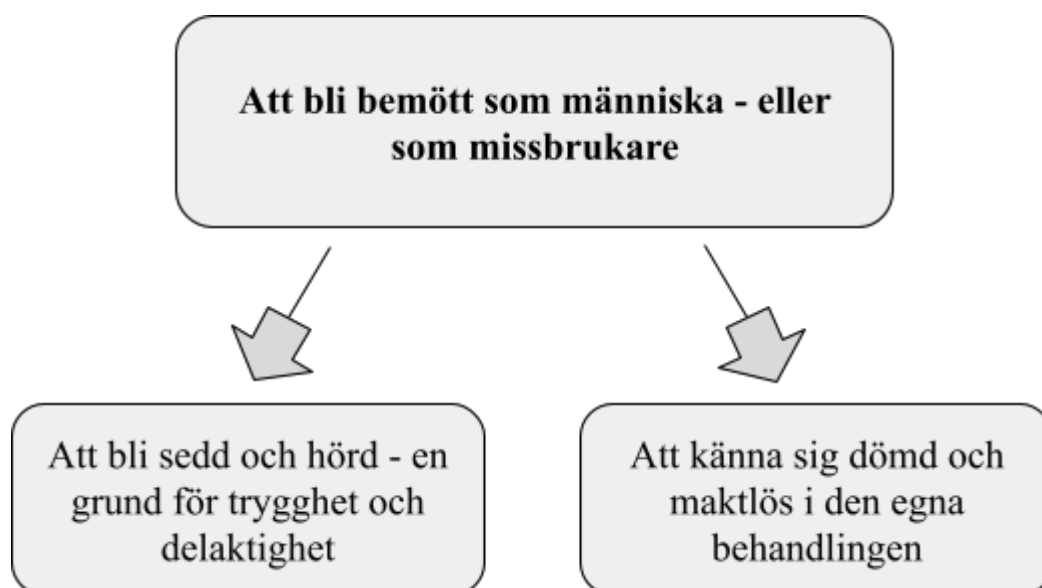 Att bli bemött som människa - eller
som missbrukare
Att bli sedd och hörd - en
grund för trygghet och
delaktighet
Att känna sig dömd och
maktlös i den egna
behandlingen